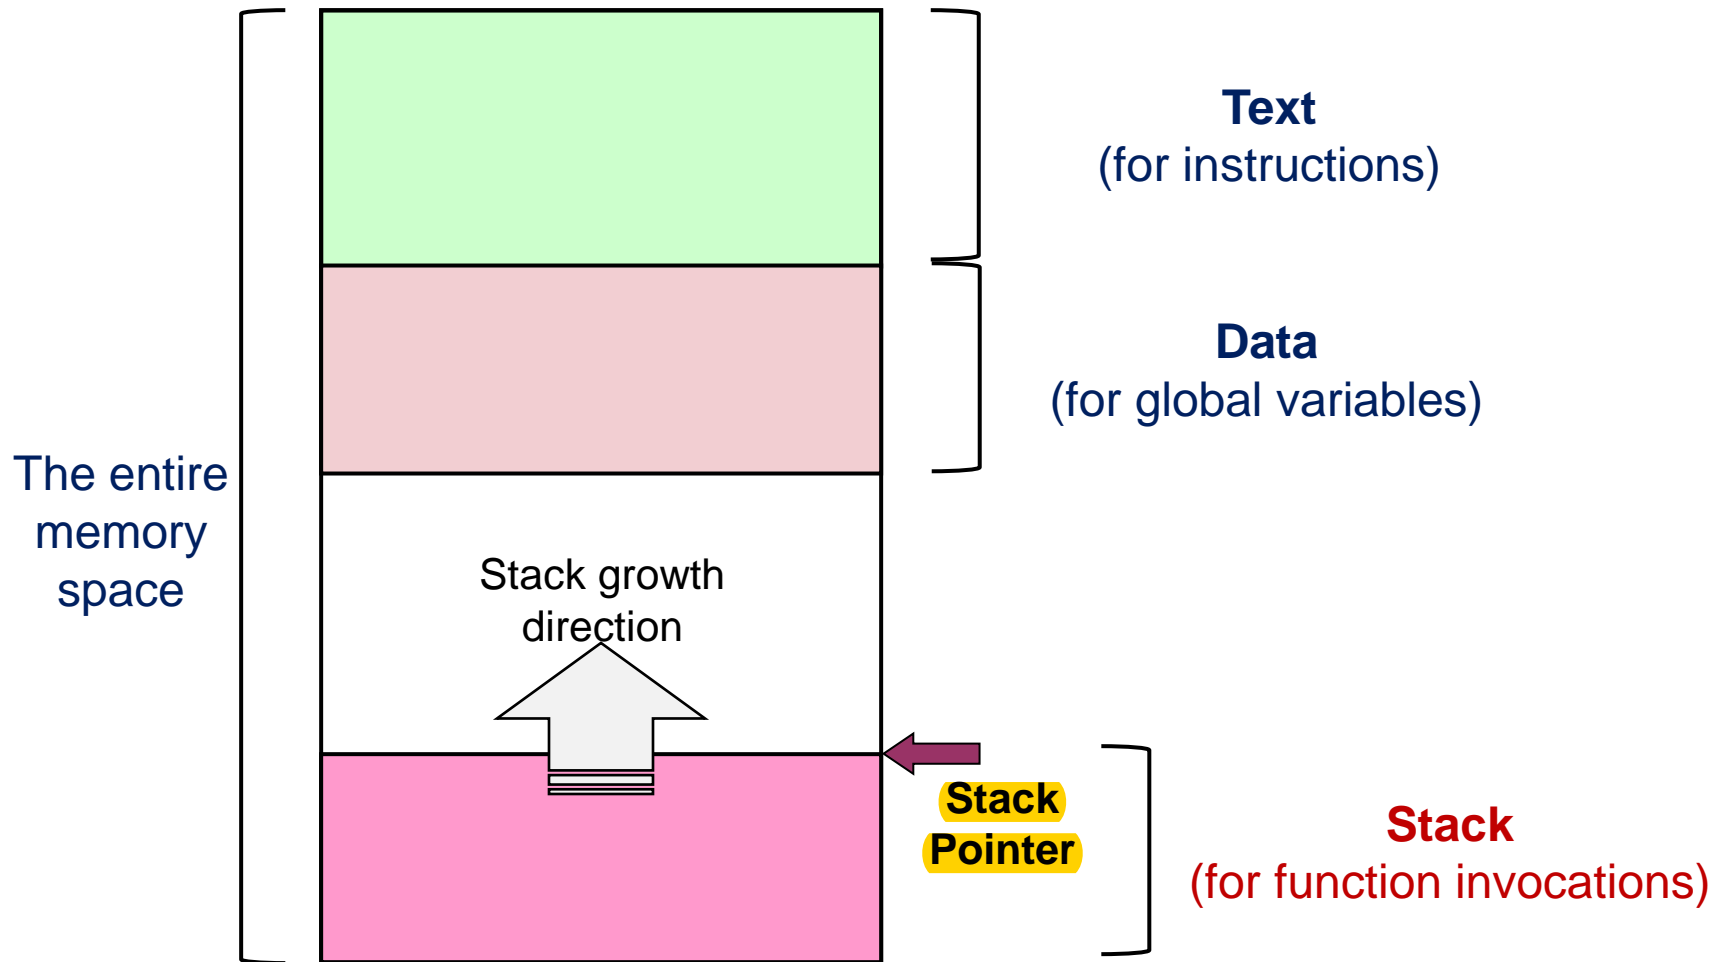 Text
(for instructions)
Data
(for global variables)
The entire
memory
space
Stack growth
direction
Stack
Pointer
Stack
(for function invocations)